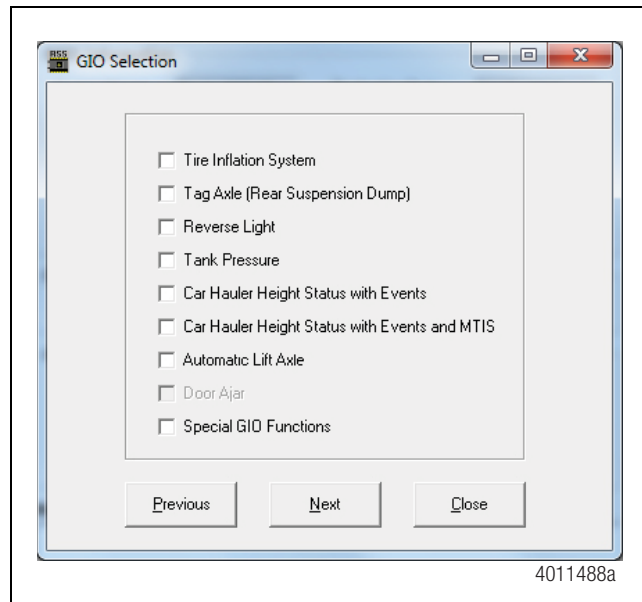 RSS
GIO Selection
Tire Inflation System
Tag Axle (Rear Suspension Dump)
Reverse Light
Tank Pressure
Car Hauler Height Status with Events
Car Hauler Height Status with Events and MTIS
Automatic Lift Axle
Door Ajar
Special GIO Functions
Previous
Next
Close
4011488a